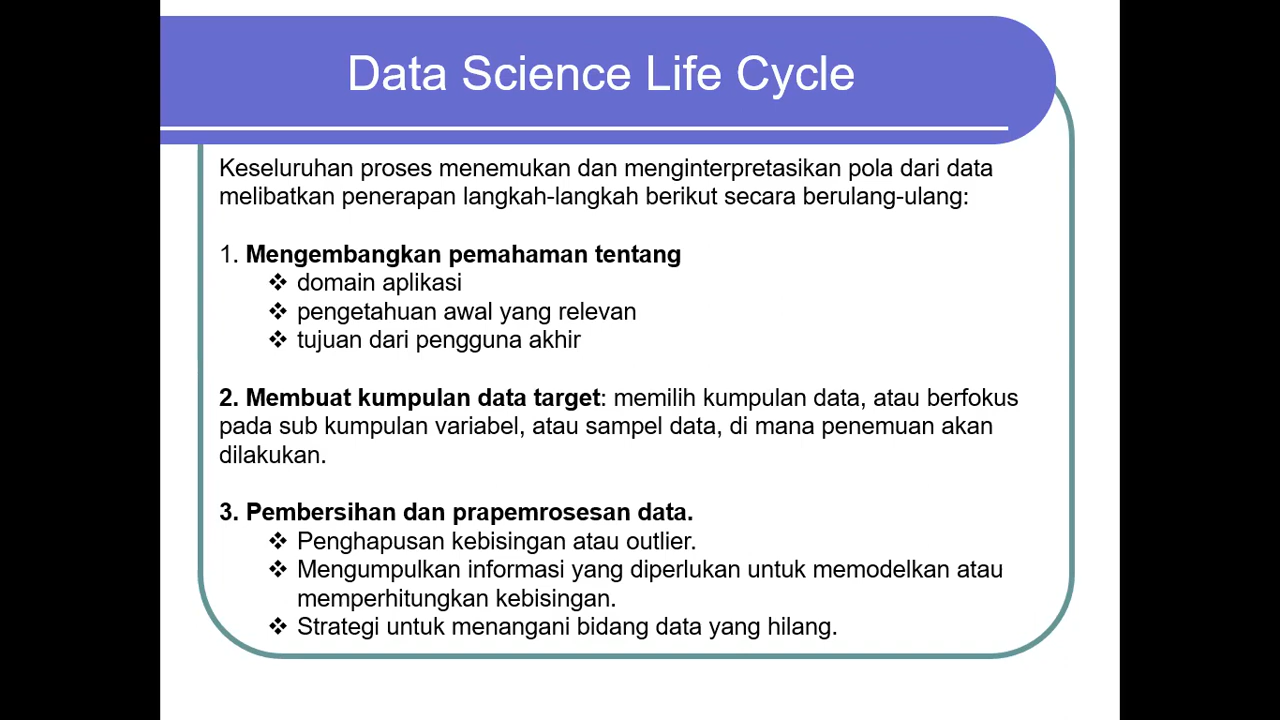 Data Science Life Cycle
Keseluruhan proses menemukan dan menginterpretasikan pola dari data
melibatkan penerapan langkah-langkah berikut secara berulang-ulang:
1. Mengembangkan pemahaman tentang
❖ domain aplikasi
❖ pengetahuan awal yang relevan
❖ tujuan dari pengguna akhir
2. Membuat kumpulan data target: memilih kumpulan data, atau berfokus
pada sub kumpulan variabel, atau sampel data, di mana penemuan akan
dilakukan.
3. Pembersihan dan prapemrosesan data.
❖ Penghapusan kebisingan atau outlier.
❖ Mengumpulkan informasi yang diperlukan untuk memodelkan atau
memperhitungkan kebisingan.
❖ Strategi untuk menangani bidang data yang hilang.